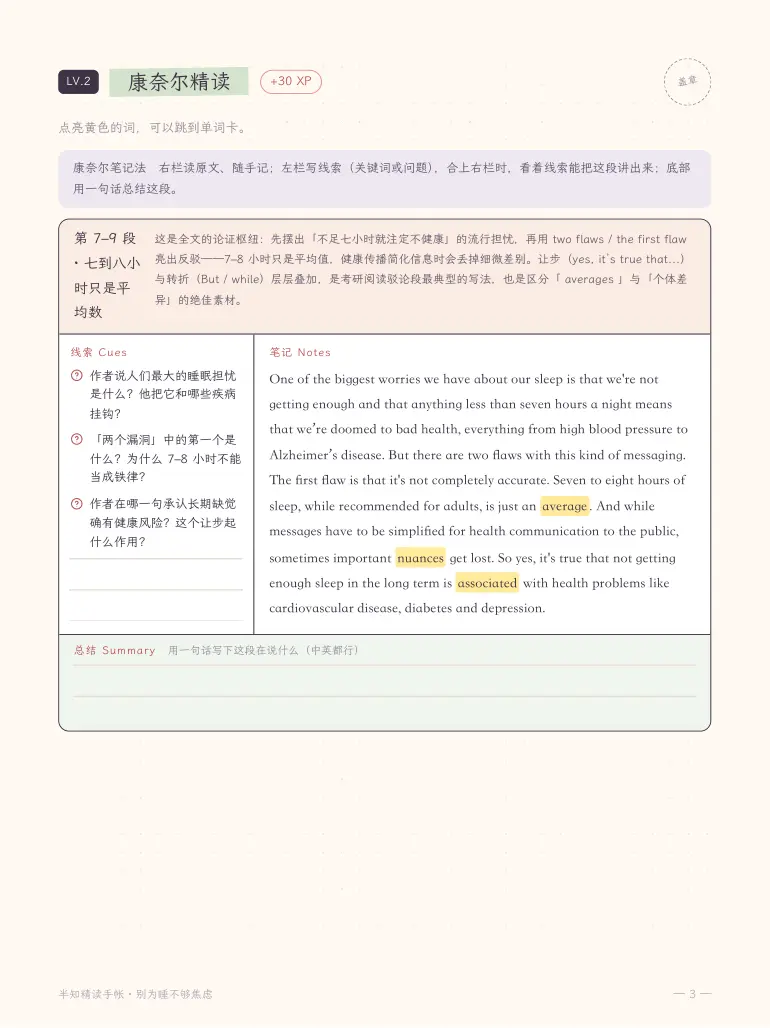 LV.2
康奈尔精读
+30 XP
盖章
点亮黄色的词，可以跳到单词卡。
康奈尔笔记法 右栏读原文、随手记；左栏写线索（关键词或问题），合上右栏时，看着线索能把这段讲出来；底部
用一句话总结这段。
第 7–9 段
· 七到八小
时只是平
均数
这是全文的论证枢纽：先摆出「不足七小时就注定不健康」的流行担忧，再用 two flaws / the first flaw
亮出反驳——7–8 小时只是平均值，健康传播简化信息时会丢掉细微差别。让步（yes, it's true that…）
与转折（But / while）层层叠加，是考研阅读驳论段最典型的写法，也是区分「 averages 」与「个体差
异」的绝佳素材。
线索 Cues
作者说人们最大的睡眠担忧
是什么？他把它和哪些疾病
挂钩？
「两个漏洞」中的第一个是
什么？为什么 7–8 小时不能
当成铁律？
作者在哪一句承认长期缺觉
确有健康风险？这个让步起
什么作用？
笔记 Notes
One of the biggest worries we have about our sleep is that we're not
getting enough and that anything less than seven hours a night means
that we're doomed to bad health, everything from high blood pressure to
Alzheimer's disease. But there are two flaws with this kind of messaging.
The first flaw is that it's not completely accurate. Seven to eight hours of
sleep, while recommended for adults, is just an average. And while
messages have to be simplified for health communication to the public,
sometimes important nuances get lost. So yes, it's true that not getting
enough sleep in the long term is associated with health problems like
cardiovascular disease, diabetes and depression.
总结 Summary 用一句话写下这段在说什么（中英都行）
半知精读手帐 · 别为睡不够焦虑
— 3 —